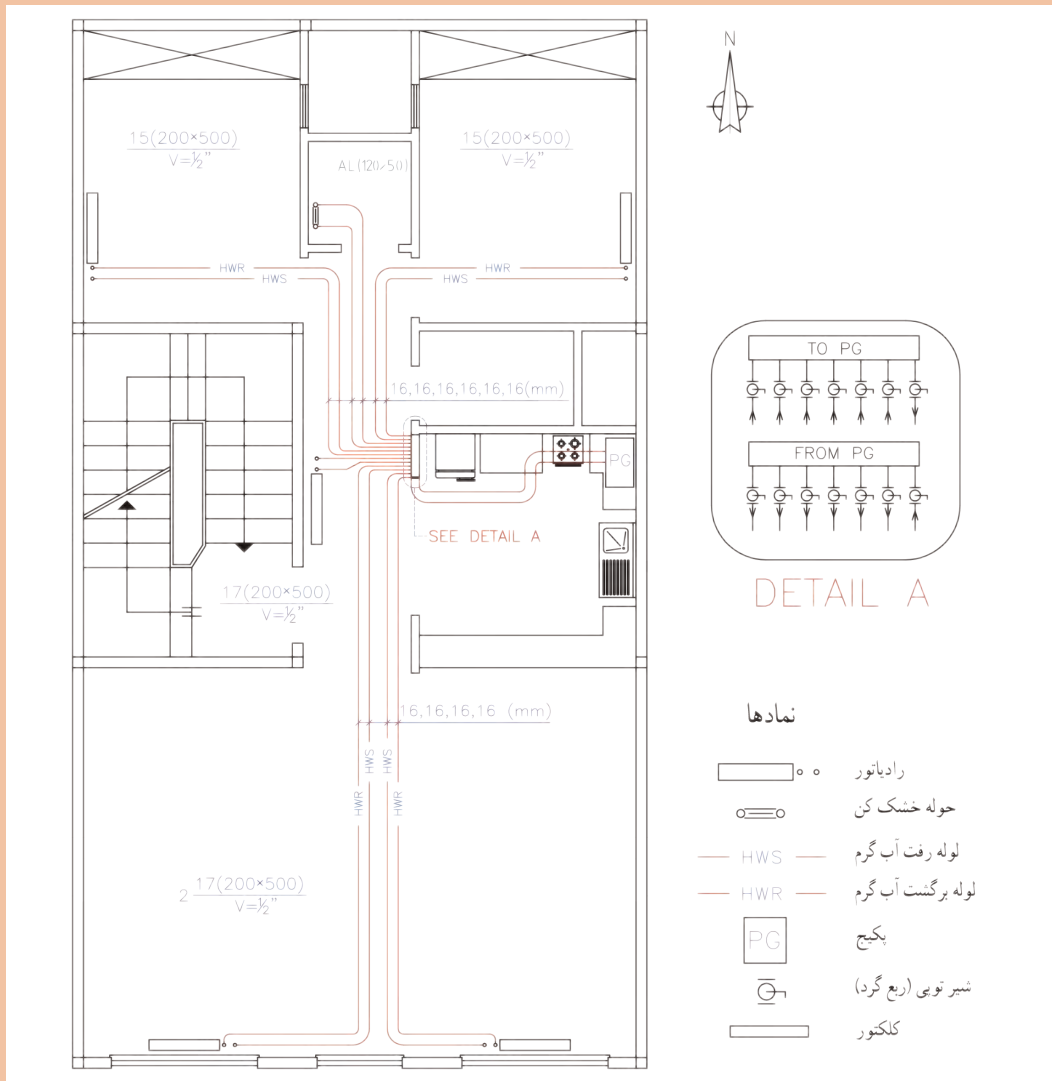 N
15(200×500)
V=½"
AL(120×50)
15(200×500)
V=½"
HWR
HWS
HWR
HWS
16,16,16,16,16,16(mm)
TO PG
FROM PG
DETAIL A
PG
SEE DETAIL A
17(200×500)
V=½"
16,16,16,16 (mm)
HWR
HWS
HWS
HWR
2 17(200×500)
V=½"
نمادها
رادیاتور
حوله خشک کن
HWS لوله رفت آب گرم
HWR لوله برگشت آب گرم
PG پکیج
شیر توپی (ربع گرد)
کلکتور